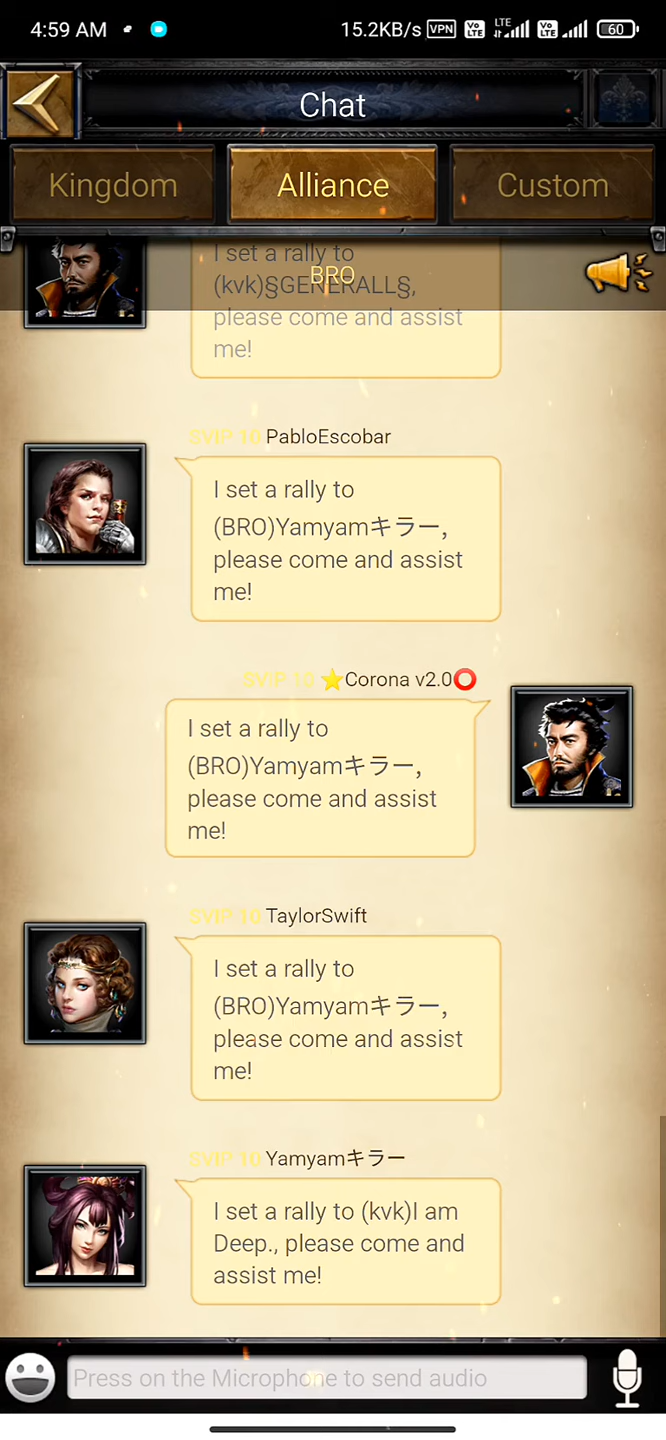 4:59 AM 15.2KB/s VPN VoLTE LTE VoLTE 60
Chat
Kingdom Alliance Custom
BRO
I set a rally to
(kvk)§GENERALL§,
please come and assist
me!
SVIP 10 PabloEscobar
I set a rally to
(BRO)Yamyamキラー,
please come and assist
me!
SVIP 10 ⭐Corona v2.0⭕
I set a rally to
(BRO)Yamyamキラー,
please come and assist
me!
SVIP 10 TaylorSwift
I set a rally to
(BRO)Yamyamキラー,
please come and assist
me!
SVIP 10 Yamyamキラー
I set a rally to (kvk)I am
Deep., please come and
assist me!
Press on the Microphone to send audio